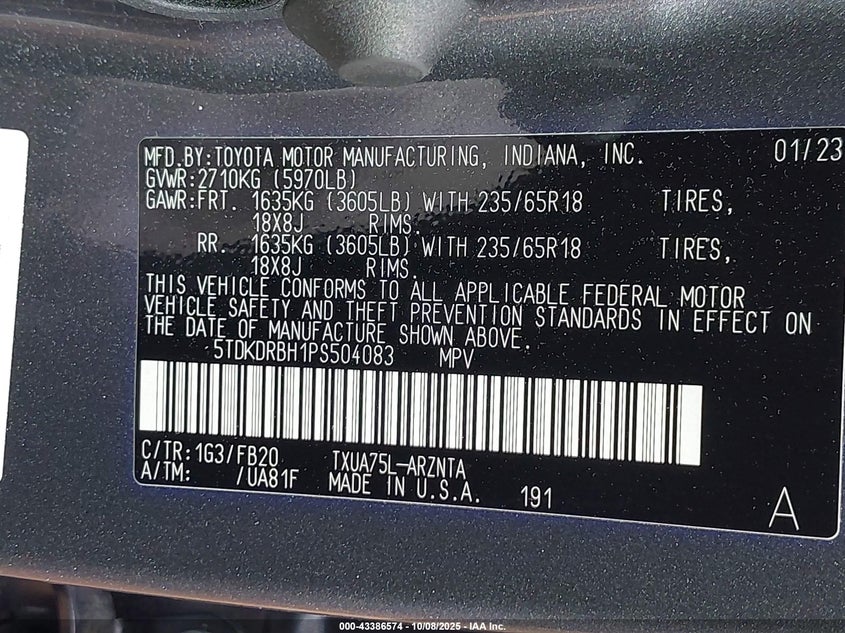 MFD.BY:TOYOTA MOTOR MANUFACTURING, INDIANA, INC. 01/23
GVWR:2710KG (5970LB)
GAWR:FRT. 1635KG (3605LB) WITH 235/65R18 TIRES,
18X8J RIMS.
RR. 1635KG (3605LB) WITH 235/65R18 TIRES,
18X8J RIMS.
THIS VEHICLE CONFORMS TO ALL APPLICABLE FEDERAL MOTOR
VEHICLE SAFETY AND THEFT PREVENTION STANDARDS IN EFFECT ON
THE DATE OF MANUFACTURE SHOWN ABOVE.
5TDKDRBH1PS504083 MPV
C/TR: 1G3/FB20 TXUA75L-ARZNTA
A/TM: /UA81F MADE IN U.S.A. 191
A
000-43386574 - 10/08/2025 - IAA Inc.